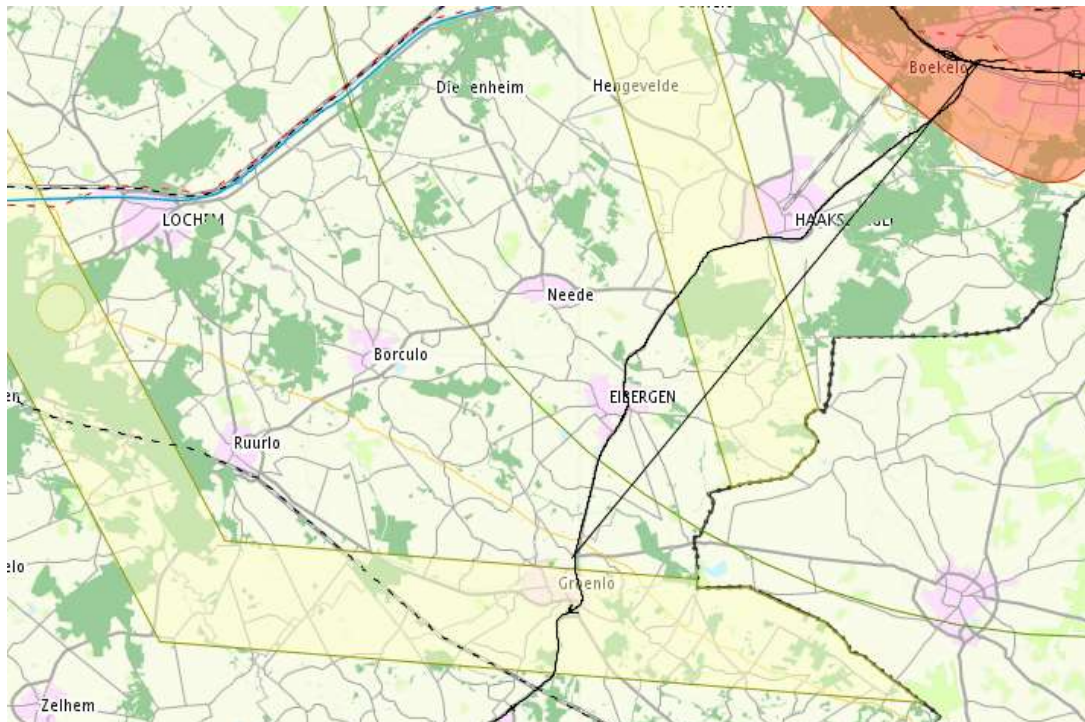 Boekelo
Hengevelde
LOCHEM
Neede
Borculo
EIBERGEN
Ruurlo
Groenlo
Zelhem